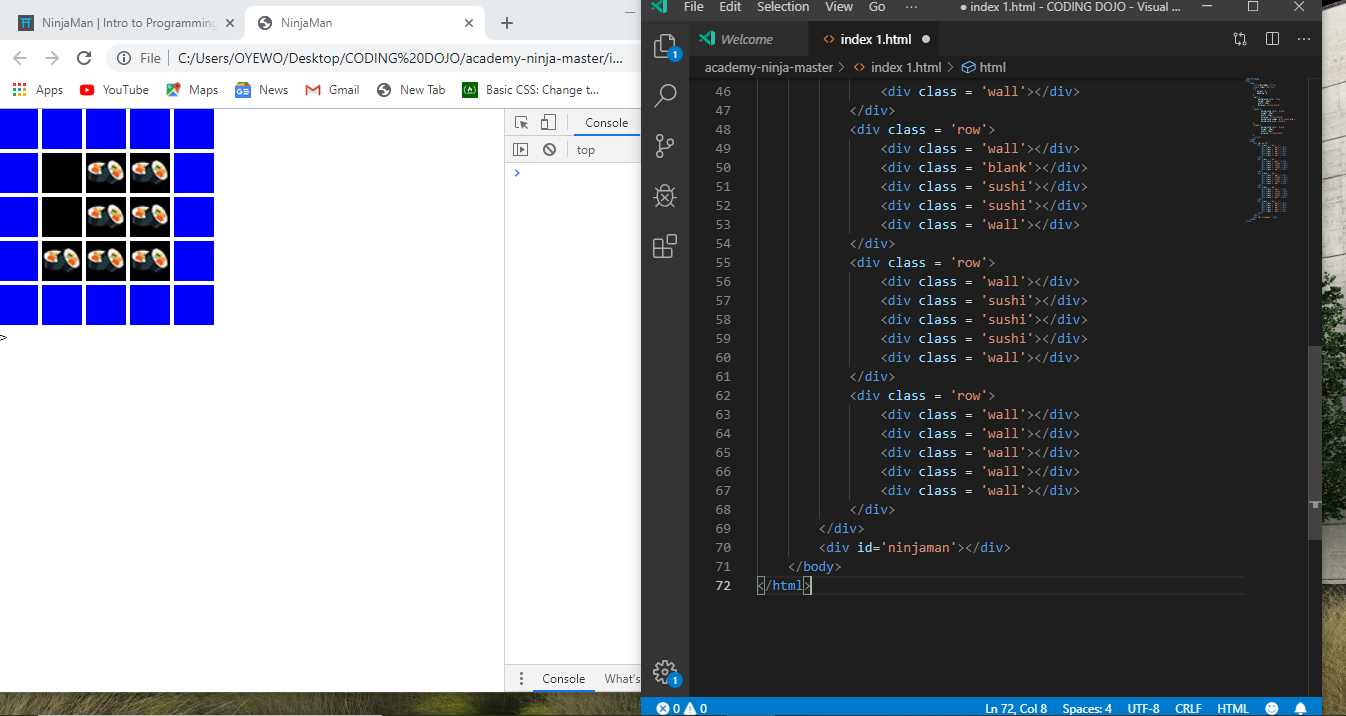 NinjaMan | Intro to Programming
NinjaMan
File
C:/Users/OYEWO/Desktop/CODING%20DOJO/academy-ninja-master/i...
Apps
YouTube
Maps
News
Gmail
New Tab
Basic CSS: Change t...
Console
top
>
Console
What's
File Edit Selection View Go ...
● index 1.html - CODING DOJO - Visual ...
Welcome
index 1.html
academy-ninja-master > index 1.html > html
46 <div class = 'wall'></div>
47 </div>
48 <div class = 'row'>
49 <div class = 'wall'></div>
50 <div class = 'blank'></div>
51 <div class = 'sushi'></div>
52 <div class = 'sushi'></div>
53 <div class = 'wall'></div>
54 </div>
55 <div class = 'row'>
56 <div class = 'wall'></div>
57 <div class = 'sushi'></div>
58 <div class = 'sushi'></div>
59 <div class = 'sushi'></div>
60 <div class = 'wall'></div>
61 </div>
62 <div class = 'row'>
63 <div class = 'wall'></div>
64 <div class = 'wall'></div>
65 <div class = 'wall'></div>
66 <div class = 'wall'></div>
67 <div class = 'wall'></div>
68 </div>
69 </div>
70 <div id='ninjaman'></div>
71 </body>
72 </html>
1
1
0 0
Ln 72, Col 8
Spaces: 4
UTF-8
CRLF
HTML